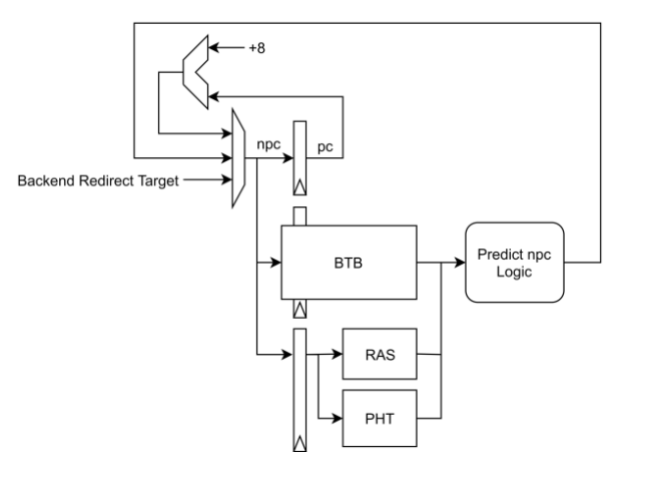 +8
npc
pc
Backend Redirect Target
BTB
Predict npc
Logic
RAS
PHT